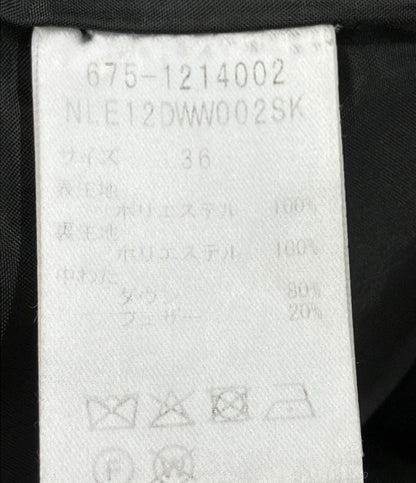 675-1214002
NLE12DWW002SK
サイズ 36
表生地
ポリエステル 100%
裏生地
ポリエステル 100%
中わた
ダウン 80%
フェザー 20%
F W